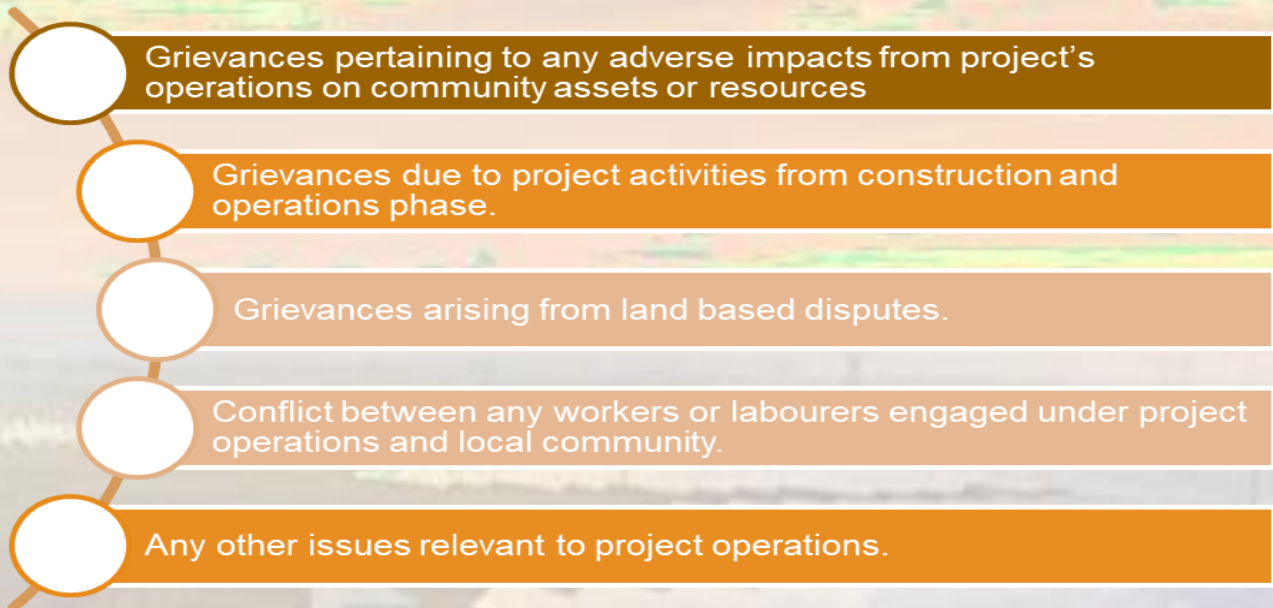 Grievances pertaining to any adverse impacts from project's
operations on community assets or resources
Grievances due to project activities from construction and
operations phase.
Grievances arising from land based disputes.
Conflict between any workers or labourers engaged under project
operations and local community.
Any other issues relevant to project operations.